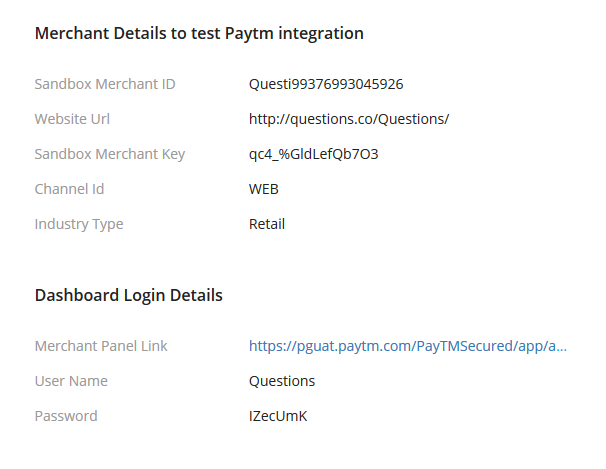 Merchant Details to test Paytm integration
Sandbox Merchant ID Questi99376993045926
Website Url http://questions.co/Questions/
Sandbox Merchant Key qc4_%GldLefQb7O3
Channel Id WEB
Industry Type Retail
Dashboard Login Details
Merchant Panel Link https://pguat.paytm.com/PayTMSecured/app/a...
User Name Questions
Password IZecUmK